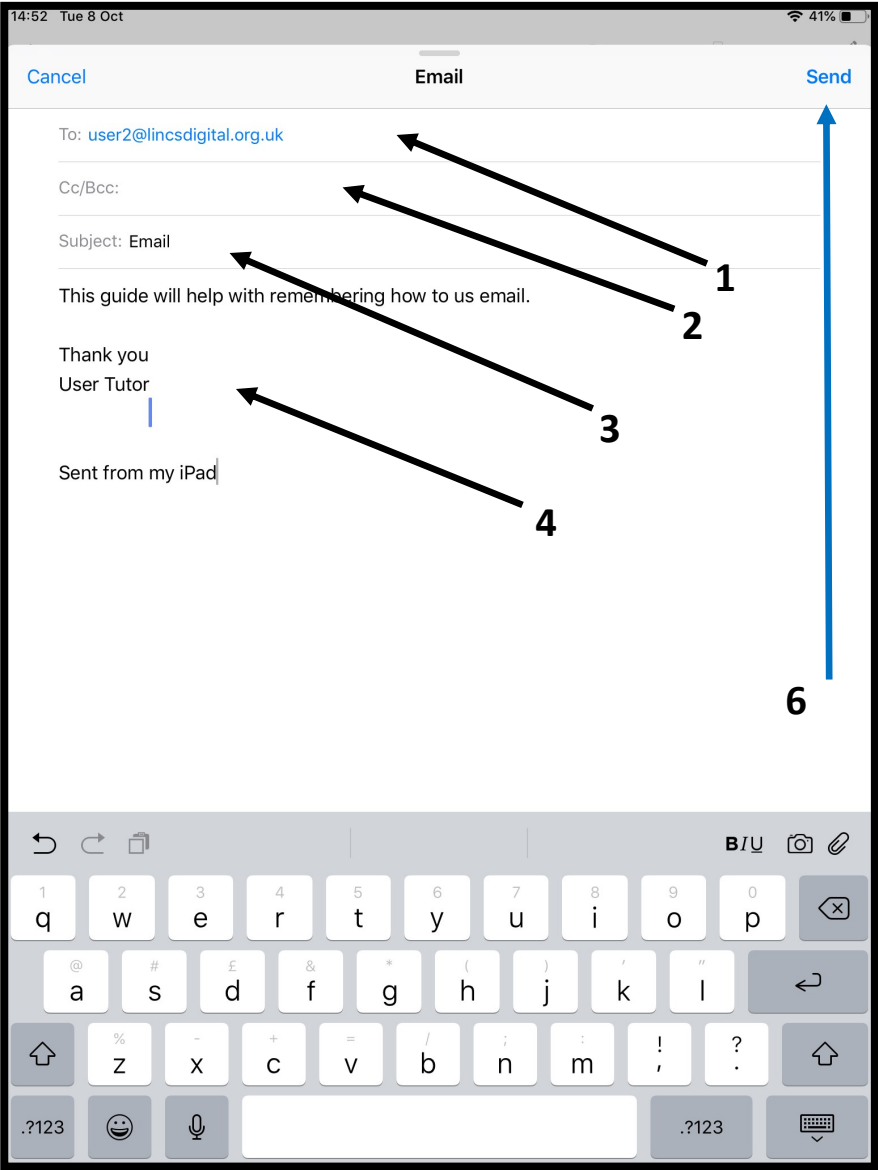 14:52 Tue 8 Oct 41%
Cancel Email Send
To: user2@lincsdigital.org.uk
Cc/Bcc:
Subject: Email
1
This guide will help with remembering how to us email.
2
Thank you
User Tutor
3
Sent from my iPad
4
6
B I U
1 2 3 4 5 6 7 8 9 0
q w e r t y u i o p
@ # £ & * ( ) ' "
a s d f g h j k l
% - + = / ; : ! ?
z x c v b n m , .
.?123 .?123